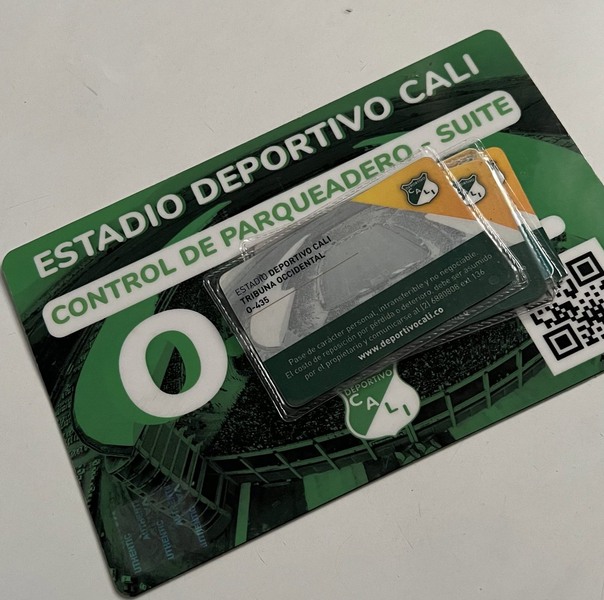 ESTADIO DEPORTIVO CALI
CONTROL DE PARQUEADERO - SUITE
O
CALI
CALI
ESTADIO DEPORTIVO CALI
TRIBUNA OCCIDENTAL
O-435
Pase de carácter personal, intransferible y no negociable
El costo de reposición por pérdida o deterioro, debe ser asumido
por el propietario y comunicarse al (2) 6880808 ext 136
www.deportivocali.co
DEPORTIVO
CALI